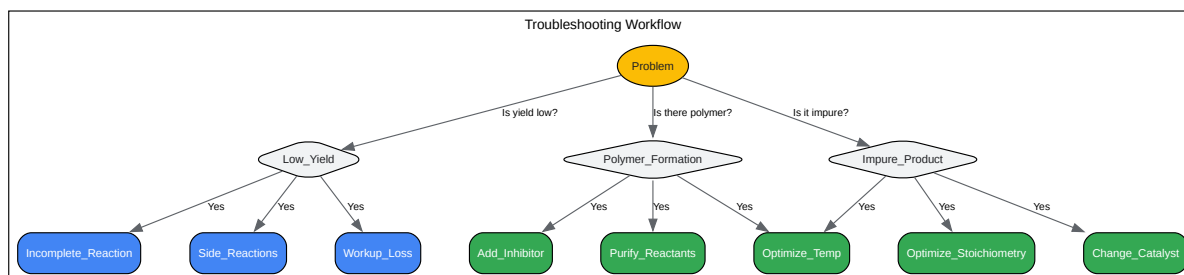 Troubleshooting Workflow
Problem
Is yield low?
Is there polymer?
Is it impure?
Low_Yield
Polymer_Formation
Impure_Product
Yes
Yes
Yes
Yes
Yes
Yes
Yes
Yes
Yes
Incomplete_Reaction
Side_Reactions
Workup_Loss
Add_Inhibitor
Purify_Reactants
Optimize_Temp
Optimize_Stoichiometry
Change_Catalyst